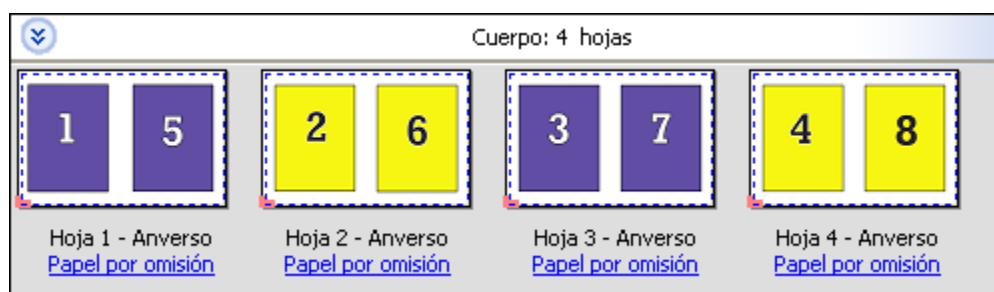 Cuerpo: 4 hojas
1 5 2 6 3 7 4 8
Hoja 1 - Anverso Hoja 2 - Anverso Hoja 3 - Anverso Hoja 4 - Anverso
Papel por omisión Papel por omisión Papel por omisión Papel por omisión